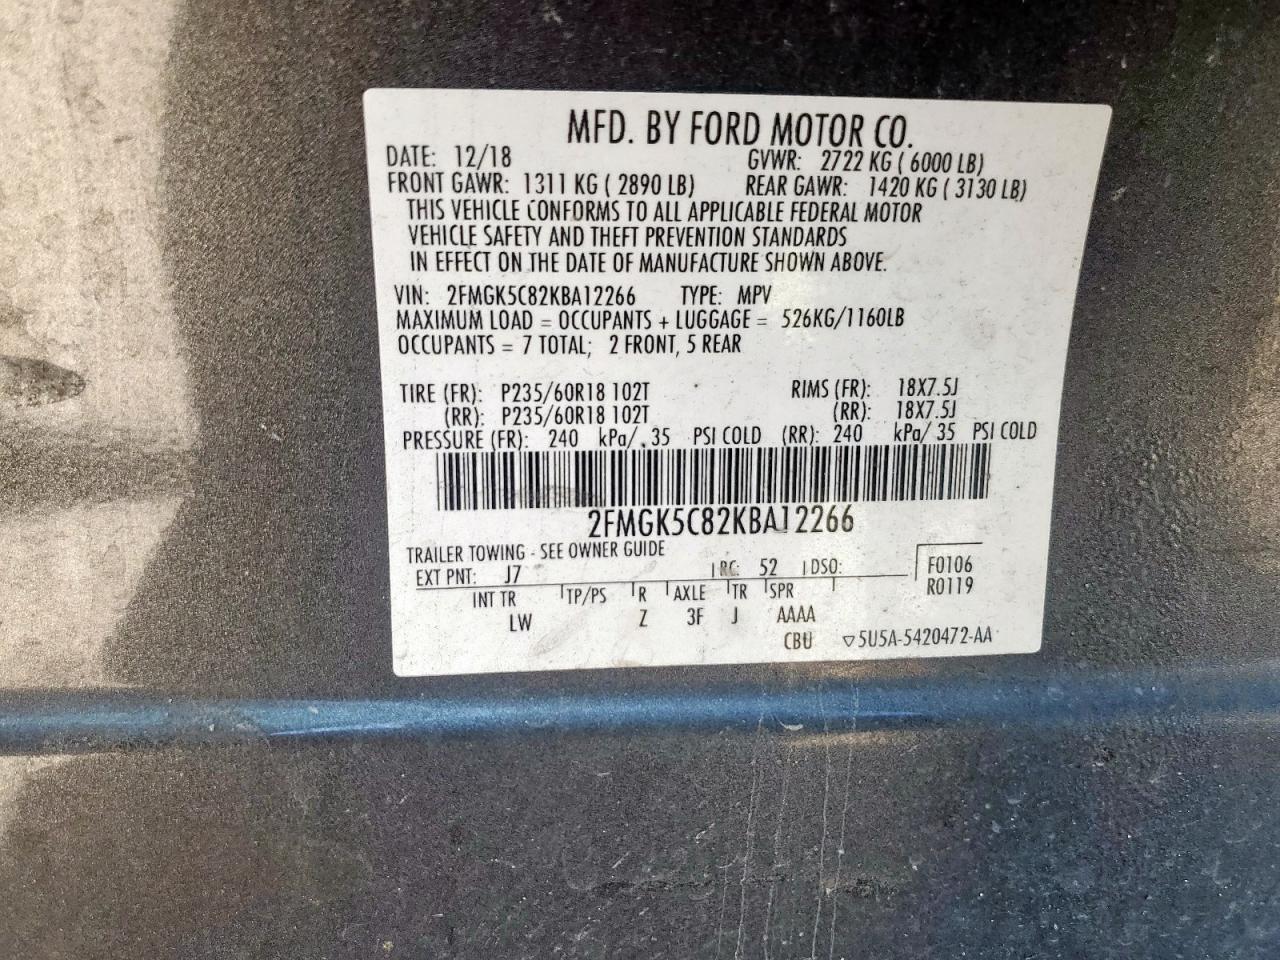 MFD. BY FORD MOTOR CO.
DATE: 12/18 GVWR: 2722 KG ( 6000 LB)
FRONT GAWR: 1311 KG ( 2890 LB) REAR GAWR: 1420 KG ( 3130 LB)
THIS VEHICLE CONFORMS TO ALL APPLICABLE FEDERAL MOTOR
VEHICLE SAFETY AND THEFT PREVENTION STANDARDS
IN EFFECT ON THE DATE OF MANUFACTURE SHOWN ABOVE.
VIN: 2FMGK5C82KBA12266 TYPE: MPV
MAXIMUM LOAD = OCCUPANTS + LUGGAGE = 526KG/1160LB
OCCUPANTS = 7 TOTAL; 2 FRONT, 5 REAR
TIRE (FR): P235/60R18 102T RIMS (FR): 18X7.5J
(RR): P235/60R18 102T (RR): 18X7.5J
PRESSURE (FR): 240 kPa/ 35 PSI COLD (RR): 240 kPa/ 35 PSI COLD
2FMGK5C82KBA12266
TRAILER TOWING - SEE OWNER GUIDE
EXT PNT: J7 RC: 52 DSO: F0106
R0119
INT TR TP/PS R AXLE TR SPR
LW Z 3F J AAAA
CBU ▽5U5A-5420472-AA